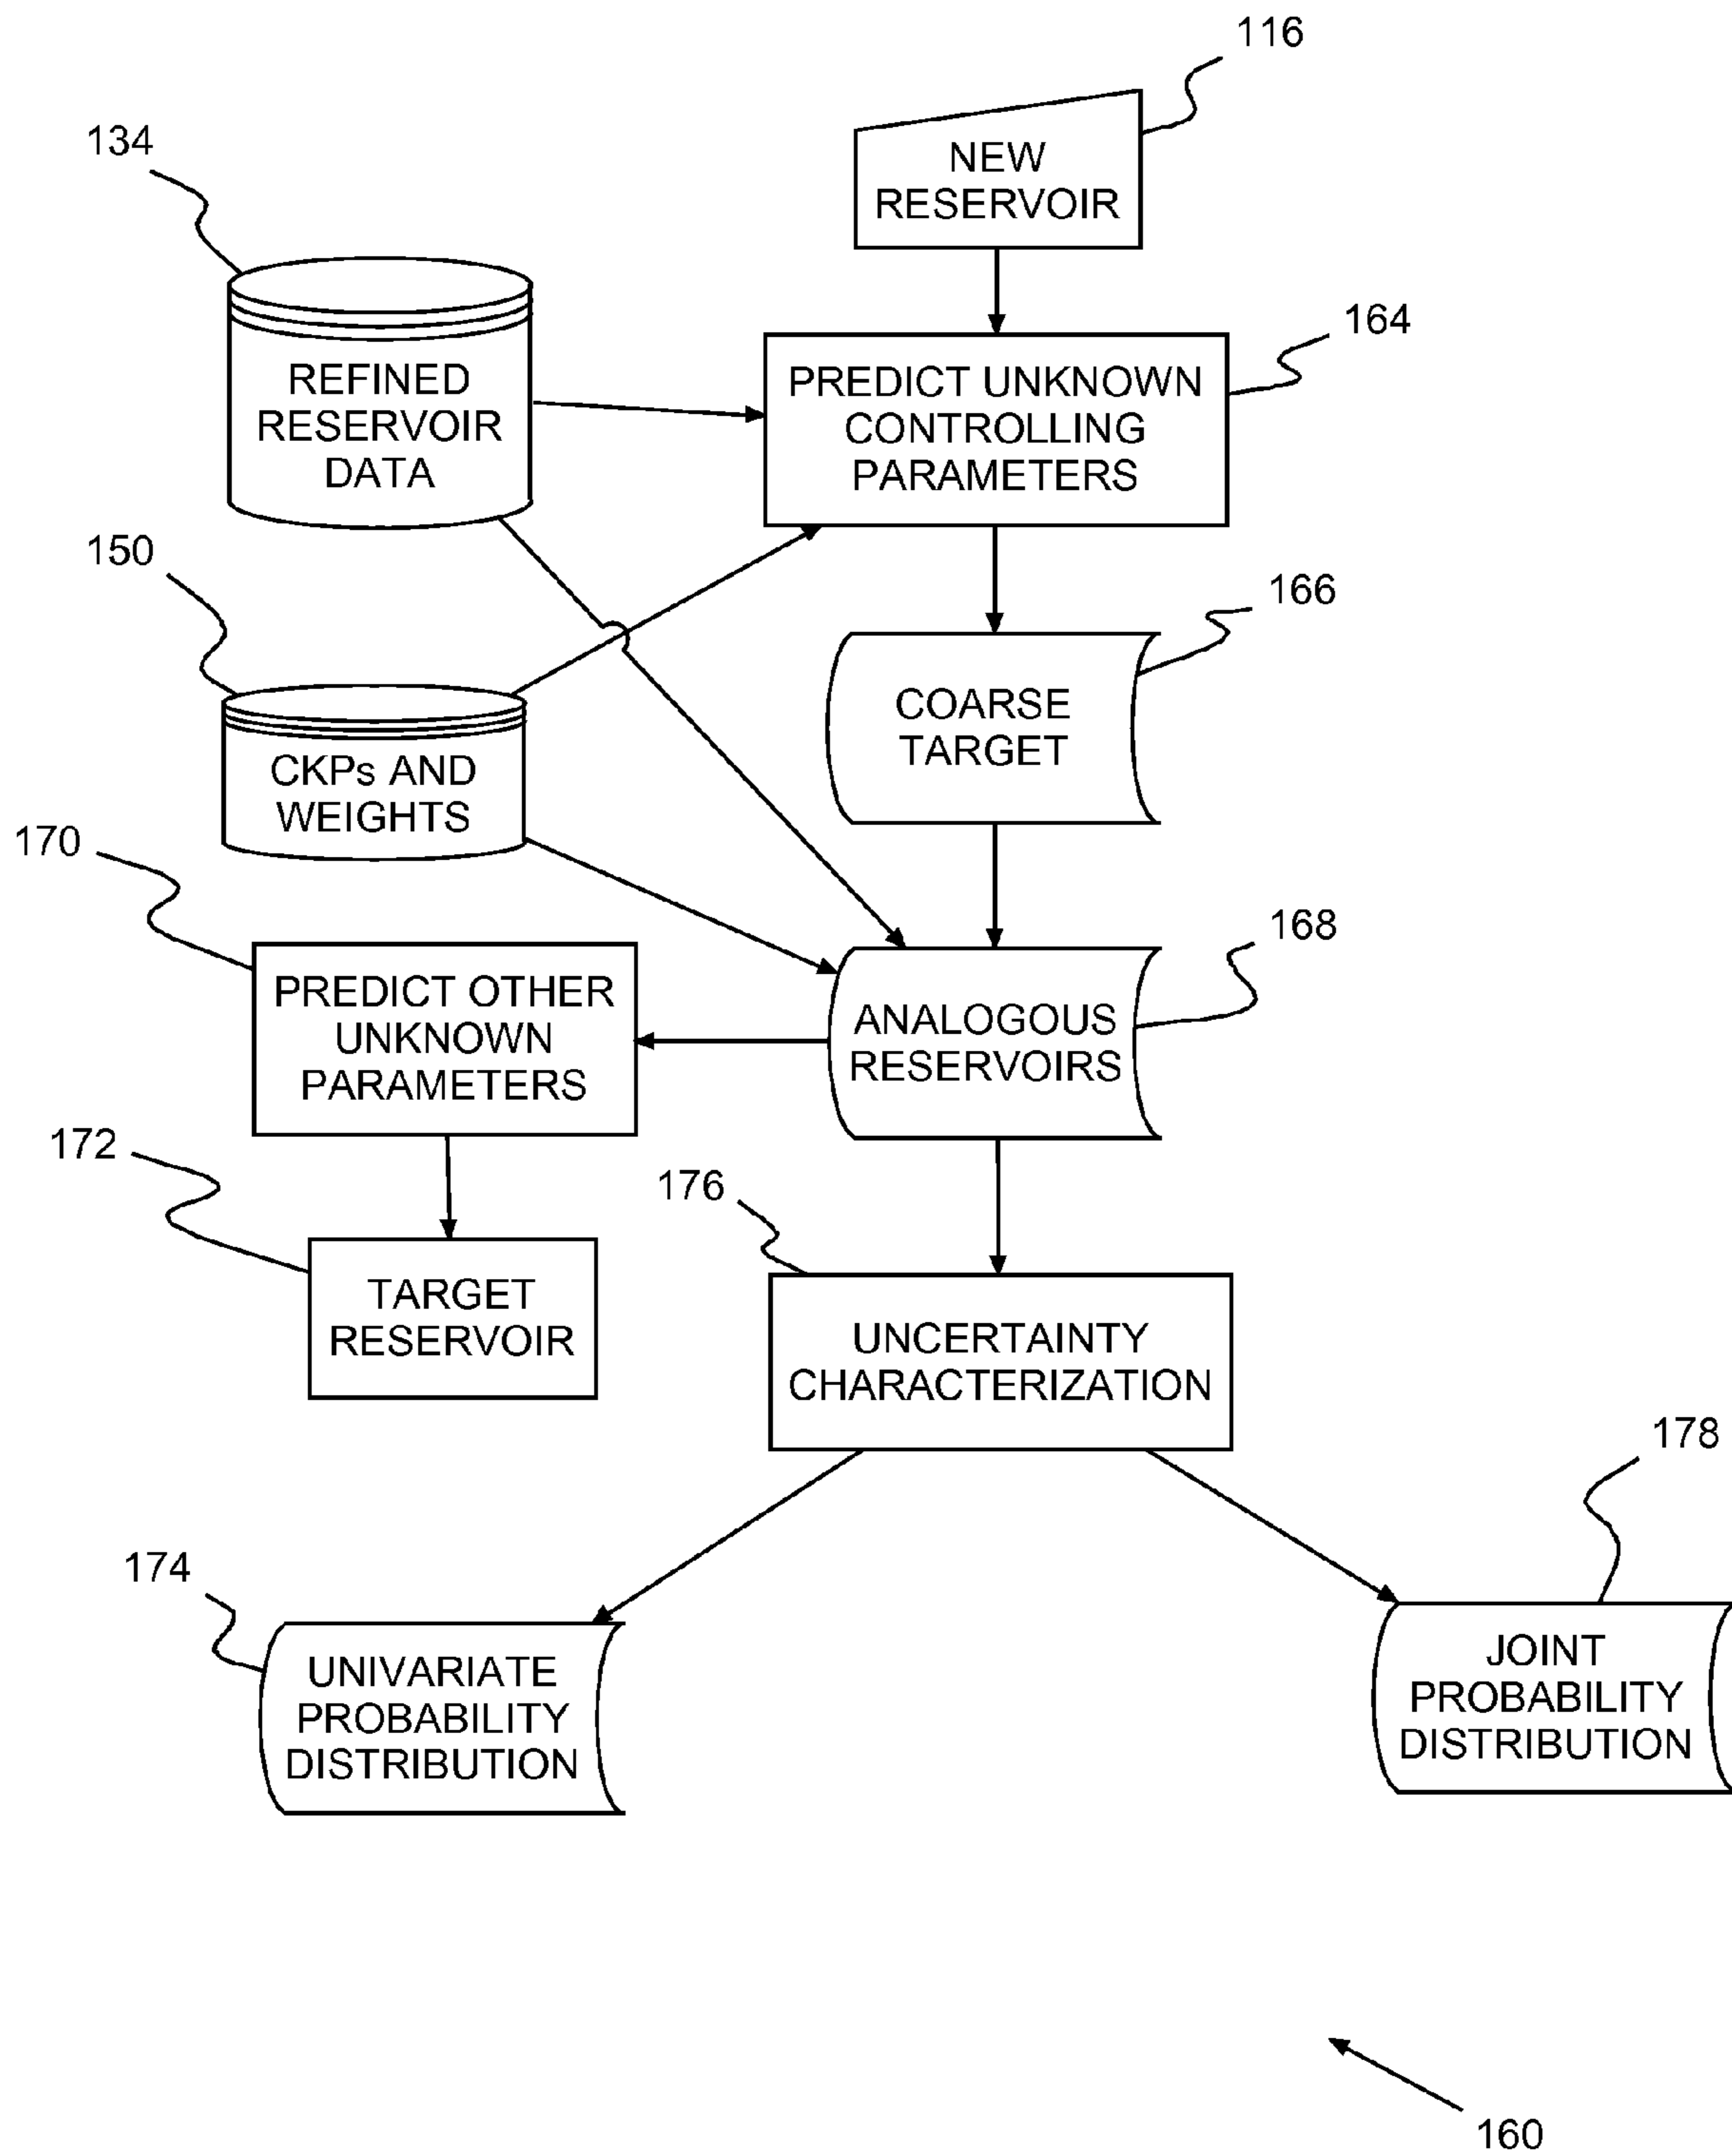 116
NEW
RESERVOIR
134
REFINED
RESERVOIR
DATA
164
PREDICT UNKNOWN
CONTROLLING
PARAMETERS
150
CKPs AND
WEIGHTS
166
COARSE
TARGET
170
PREDICT OTHER
UNKNOWN
PARAMETERS
168
ANALOGOUS
RESERVOIRS
172
TARGET
RESERVOIR
176
UNCERTAINTY
CHARACTERIZATION
174
UNIVARIATE
PROBABILITY
DISTRIBUTION
178
JOINT
PROBABILITY
DISTRIBUTION
160